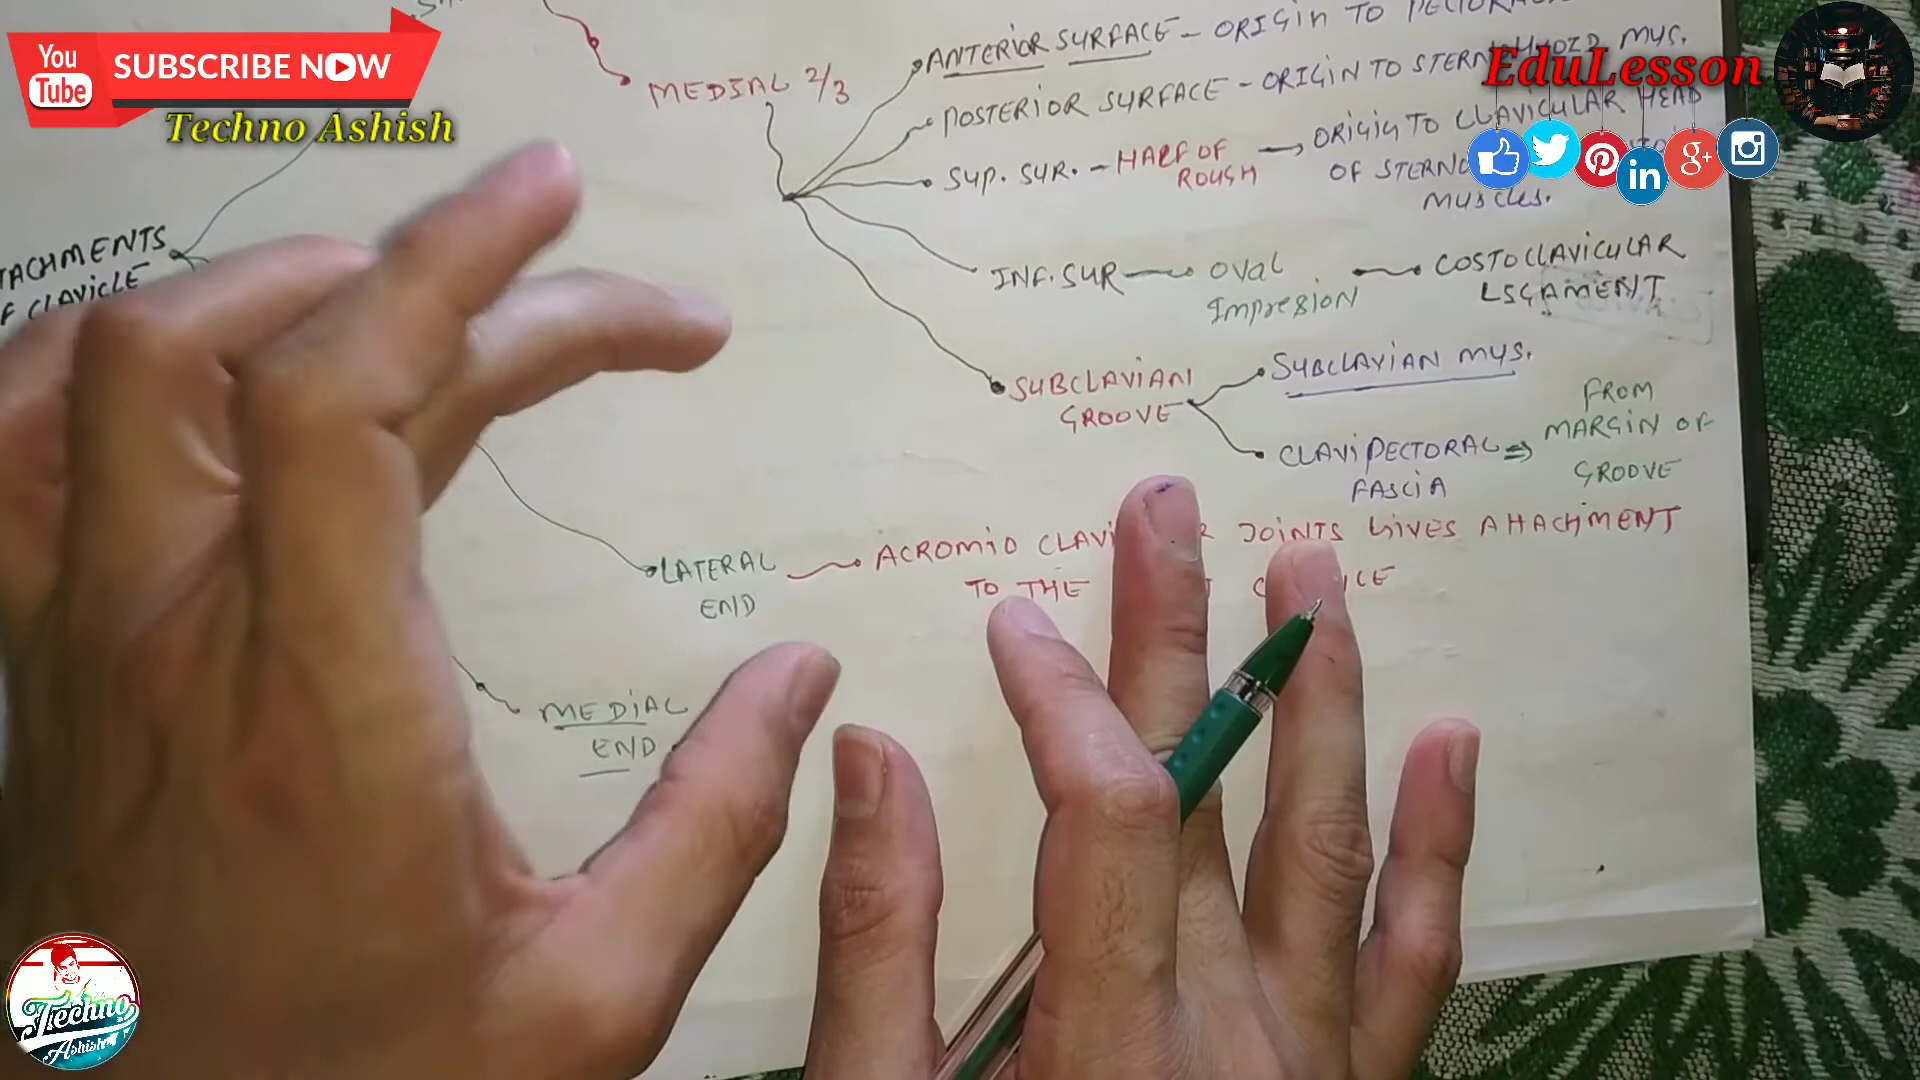 You Tube SUBSCRIBE NOW
Techno Ashish
EduLesson
MEDIAL 2/3
ANTERIOR SURFACE - ORIGIN TO
POSTERIOR SURFACE - ORIGIN TO MUS.
SUP. SUR. - HALF OF ROUGH
ORIGIN TO CLAVICULAR HEAD
OF
MUSCLES.
CLAVICLE
INF. SUR
OVAL
IMPRESION
COSTOCLAVICULAR
LIGAMENT
SUBCLAVIAN
GROOVE
SUBCLAVIAN MUS.
CLAVIPECTORAL
FASCIA
FROM
MARGIN OF
GROOVE
LATERAL
END
ACROMIO JOINTS GIVES ATTACHMENT
TO THE
MEDIAL
END
in
g+
Techno
Ashish